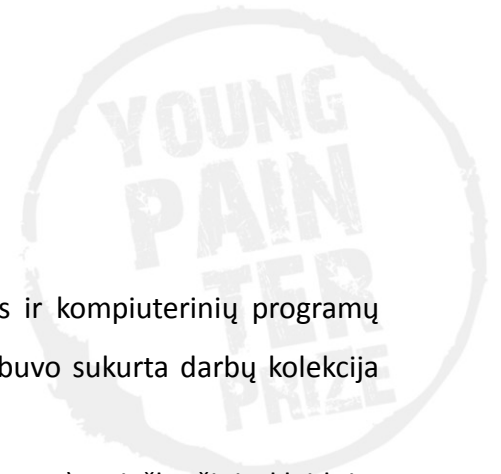 YOUNG
PAIN
TER
PRIZE
s ir kompiuterinių programų
buvo sukurta darbų kolekcija